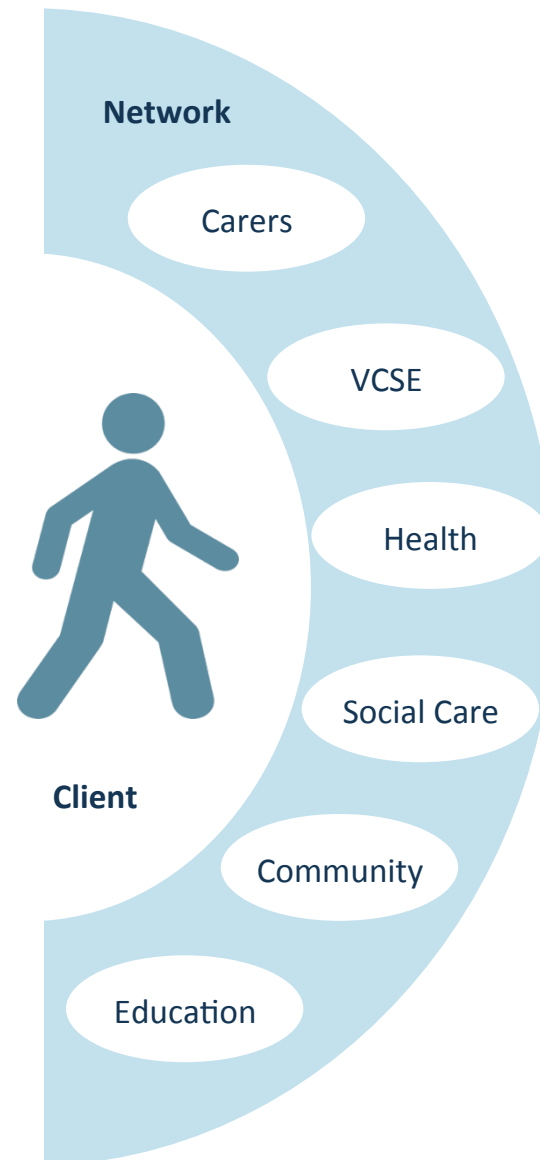 Network
Carers
VCSE
Health
Social Care
Client
Community
Education